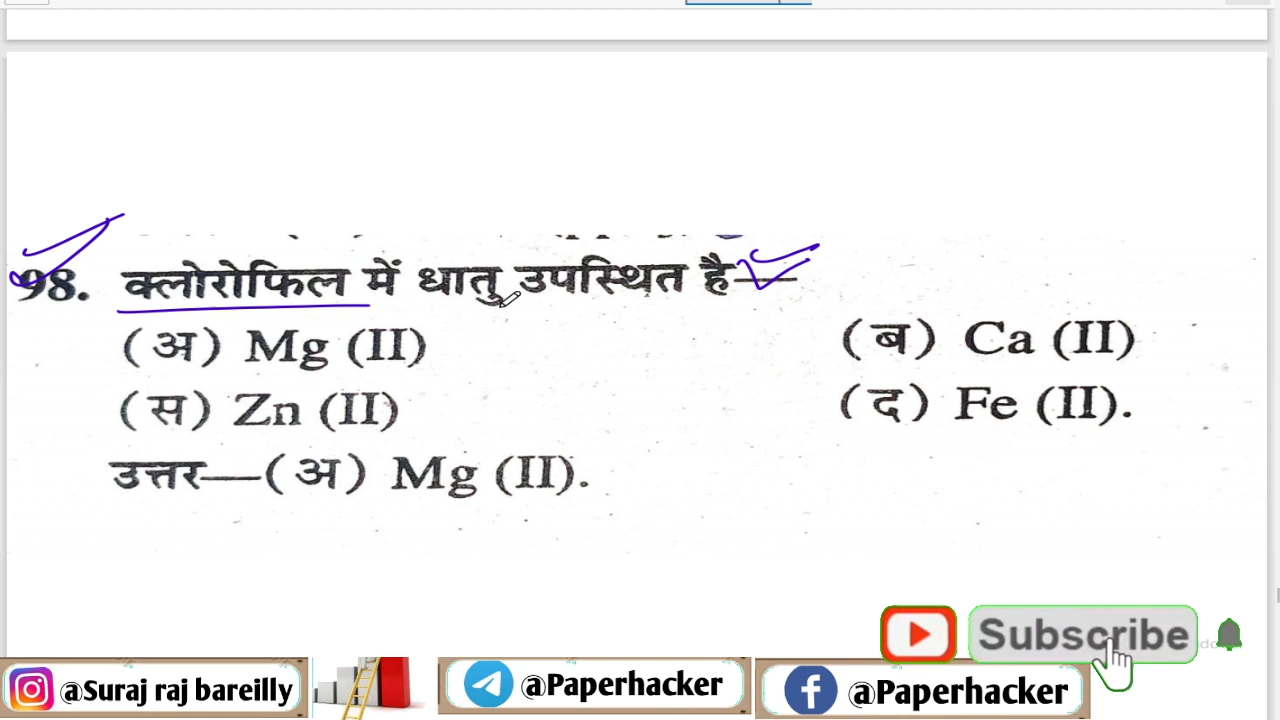 98. क्लोरोफिल में धातु उपस्थित है—
(अ) Mg (II)
(ब) Ca (II)
(स) Zn (II)
(द) Fe (II).
उत्तर—(अ) Mg (II).
Subscribe
@Suraj raj bareilly
@Paperhacker
@Paperhacker